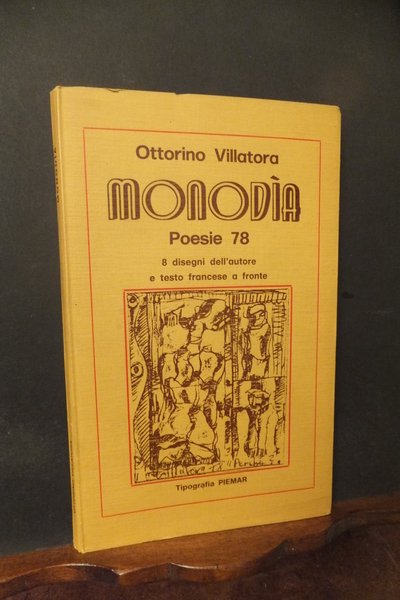 Ottorino Villatora
MONODÌA
Poesie 78
8 disegni dell'autore
e testo francese a fronte
Tipografia PIEMAR